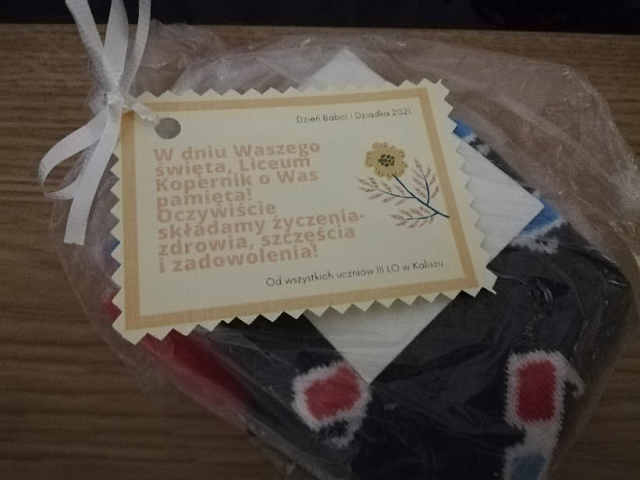 Dzień Babci i Dziadka 2021
W dniu Waszego
święta, Liceum
Kopernik o Was
pamięta!
Oczywiście
składamy życzenia-
zdrowia, szczęścia
i zadowolenia!
Od wszystkich uczniów III LO w Kaliszu